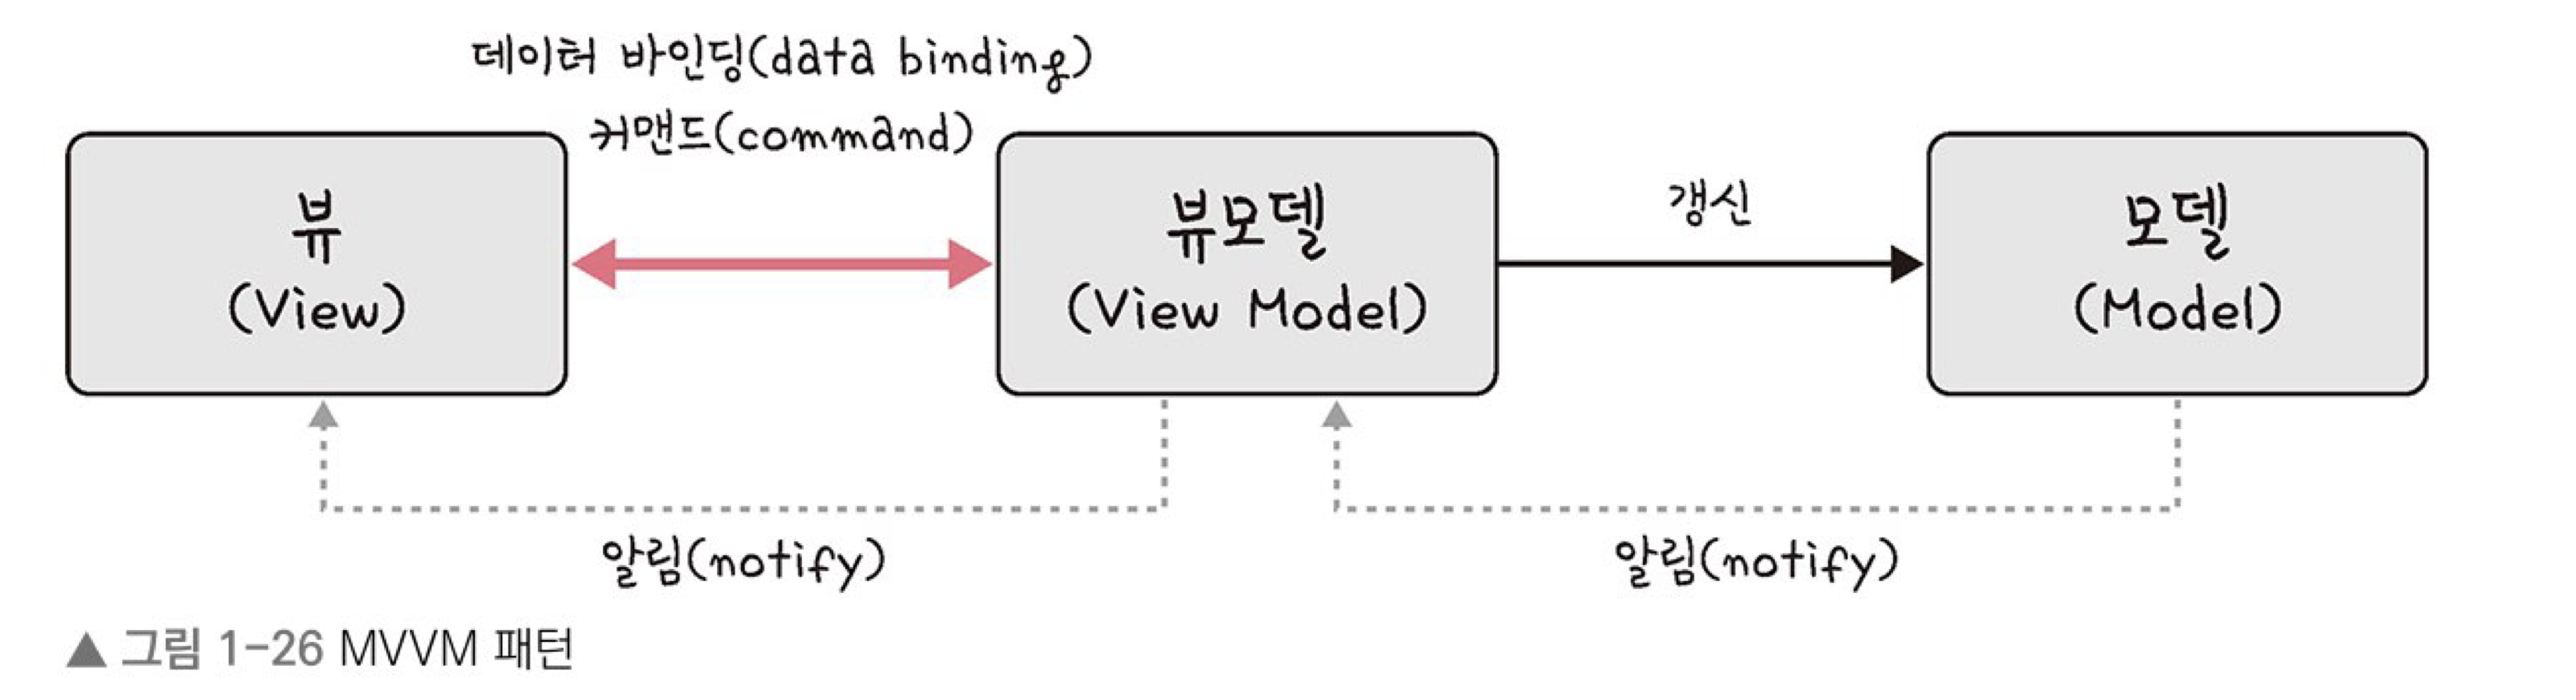 데이터 바인딩(data binding)
커맨드(command)
뷰
(View)
뷰모델
(View Model)
갱신
모델
(Model)
알림(notify)
알림(notify)
▲ 그림 1-26 MVVM 패턴